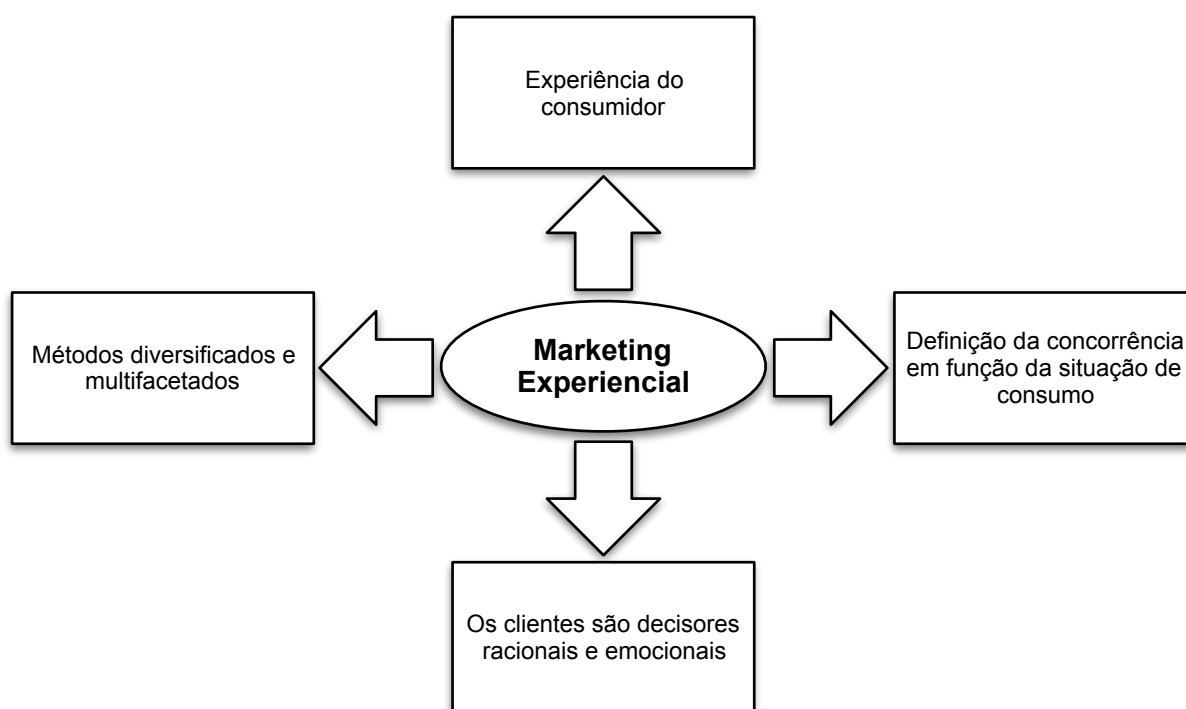 Experiência do
consumidor
Métodos diversificados e
multifacetados
Marketing
Experiencial
Definição da concorrência
em função da situação de
consumo
Os clientes são decisores
racionais e emocionais